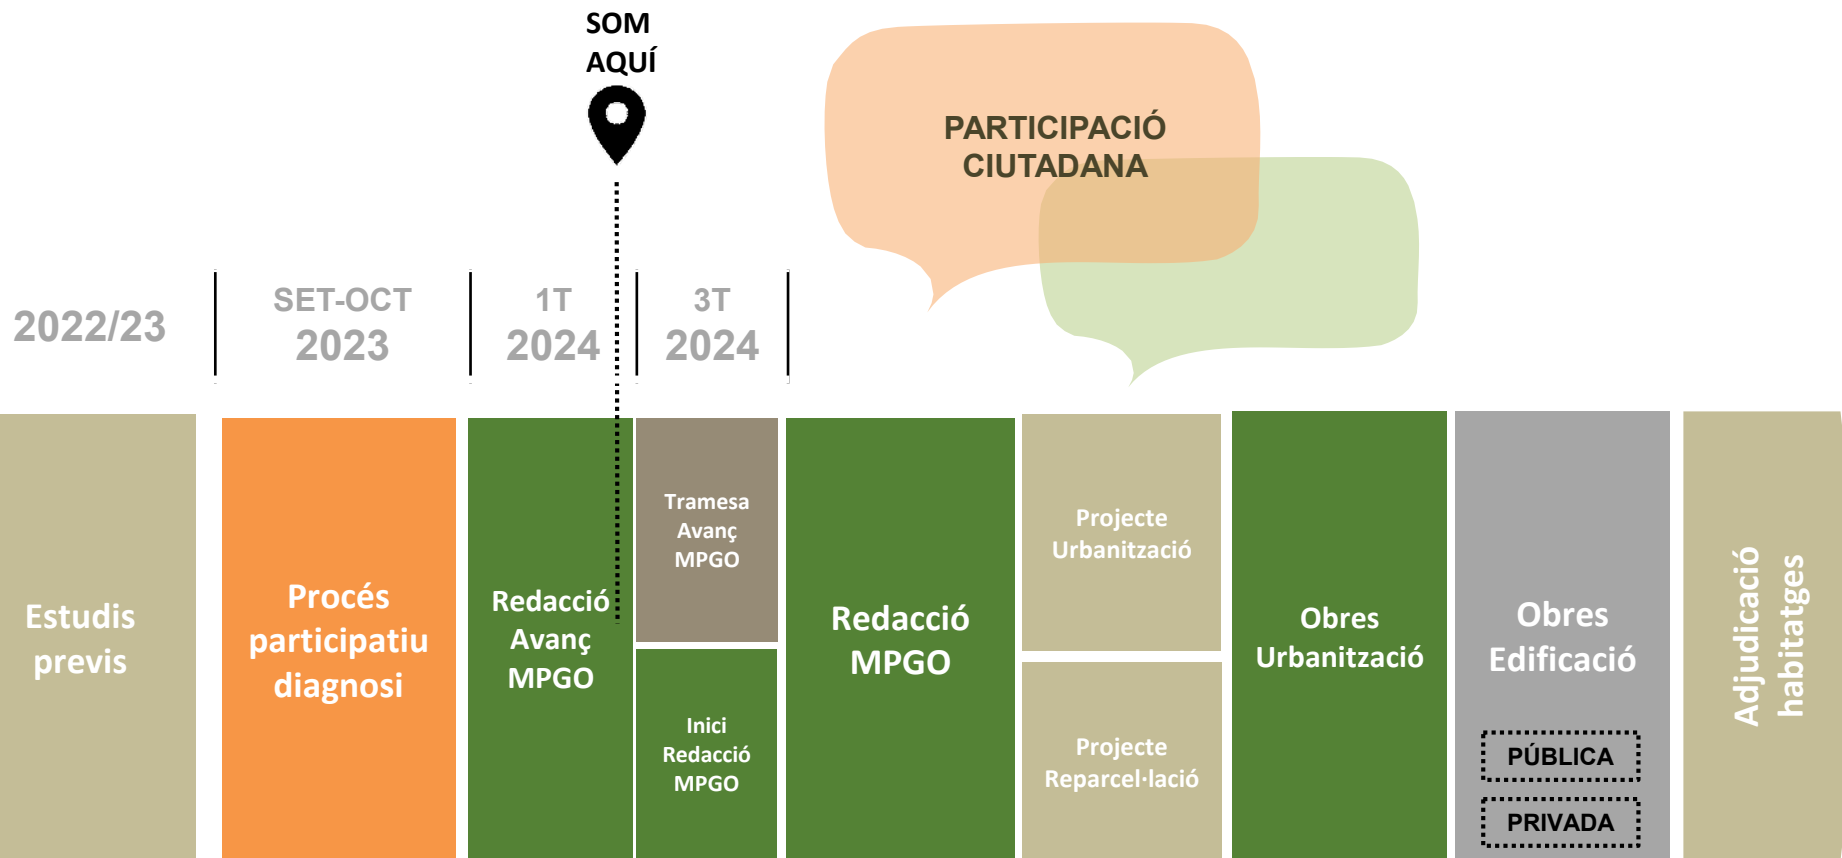 SOM
AQUÍ
PARTICIPACIÓ
CIUTADANA
2022/23
SET-OCT
2023
1T
2024
3T
2024
Estudis
previs
Procés
participatiu
diagnosi
Redacció
Avanç
MPGO
Tramesa
Avanç
MPGO
Inici
Redacció
MPGO
Redacció
MPGO
Projecte
Urbanització
Projecte
Reparcel·lació
Obres
Urbanització
Obres
Edificació
PÚBLICA
PRIVADA
Adjudicació
habitatges